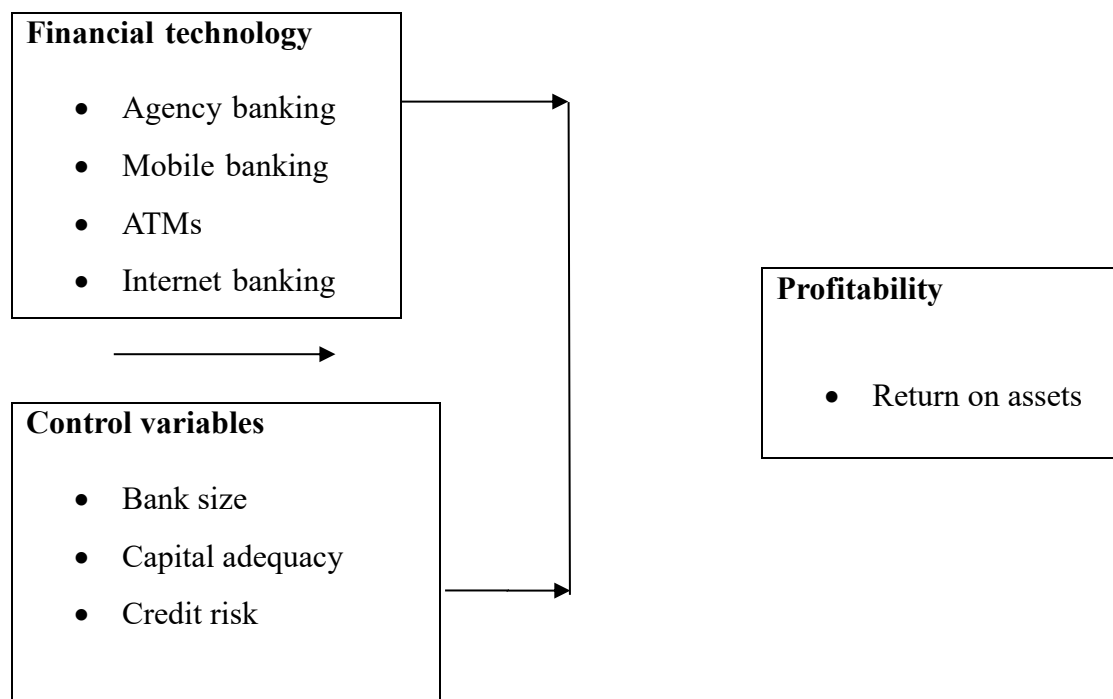 Financial technology
• Agency banking
• Mobile banking
• ATMs
• Internet banking
Control variables
• Bank size
• Capital adequacy
• Credit risk
Profitability
• Return on assets